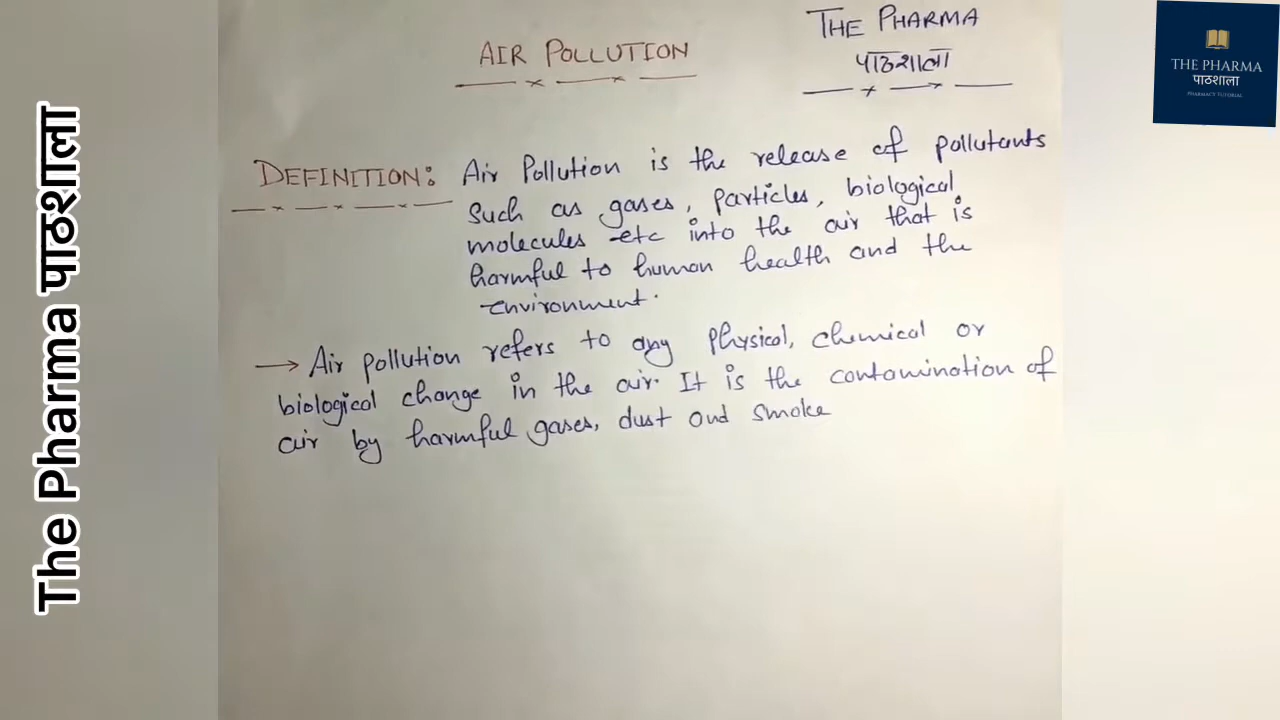 AIR POLLUTION
THE PHARMA
पाठशाला
THE PHARMA
पाठशाला
PHARMACY TUTORIAL
The Pharma पाठशाला
DEFINITION: Air Pollution is the release of pollutants
such as gases, particles, biological
molecules etc into the air that is
harmful to human health and the
environment.
→ Air pollution refers to any physical, chemical or
biological change in the air. It is the contamination of
air by harmful gases, dust and smoke